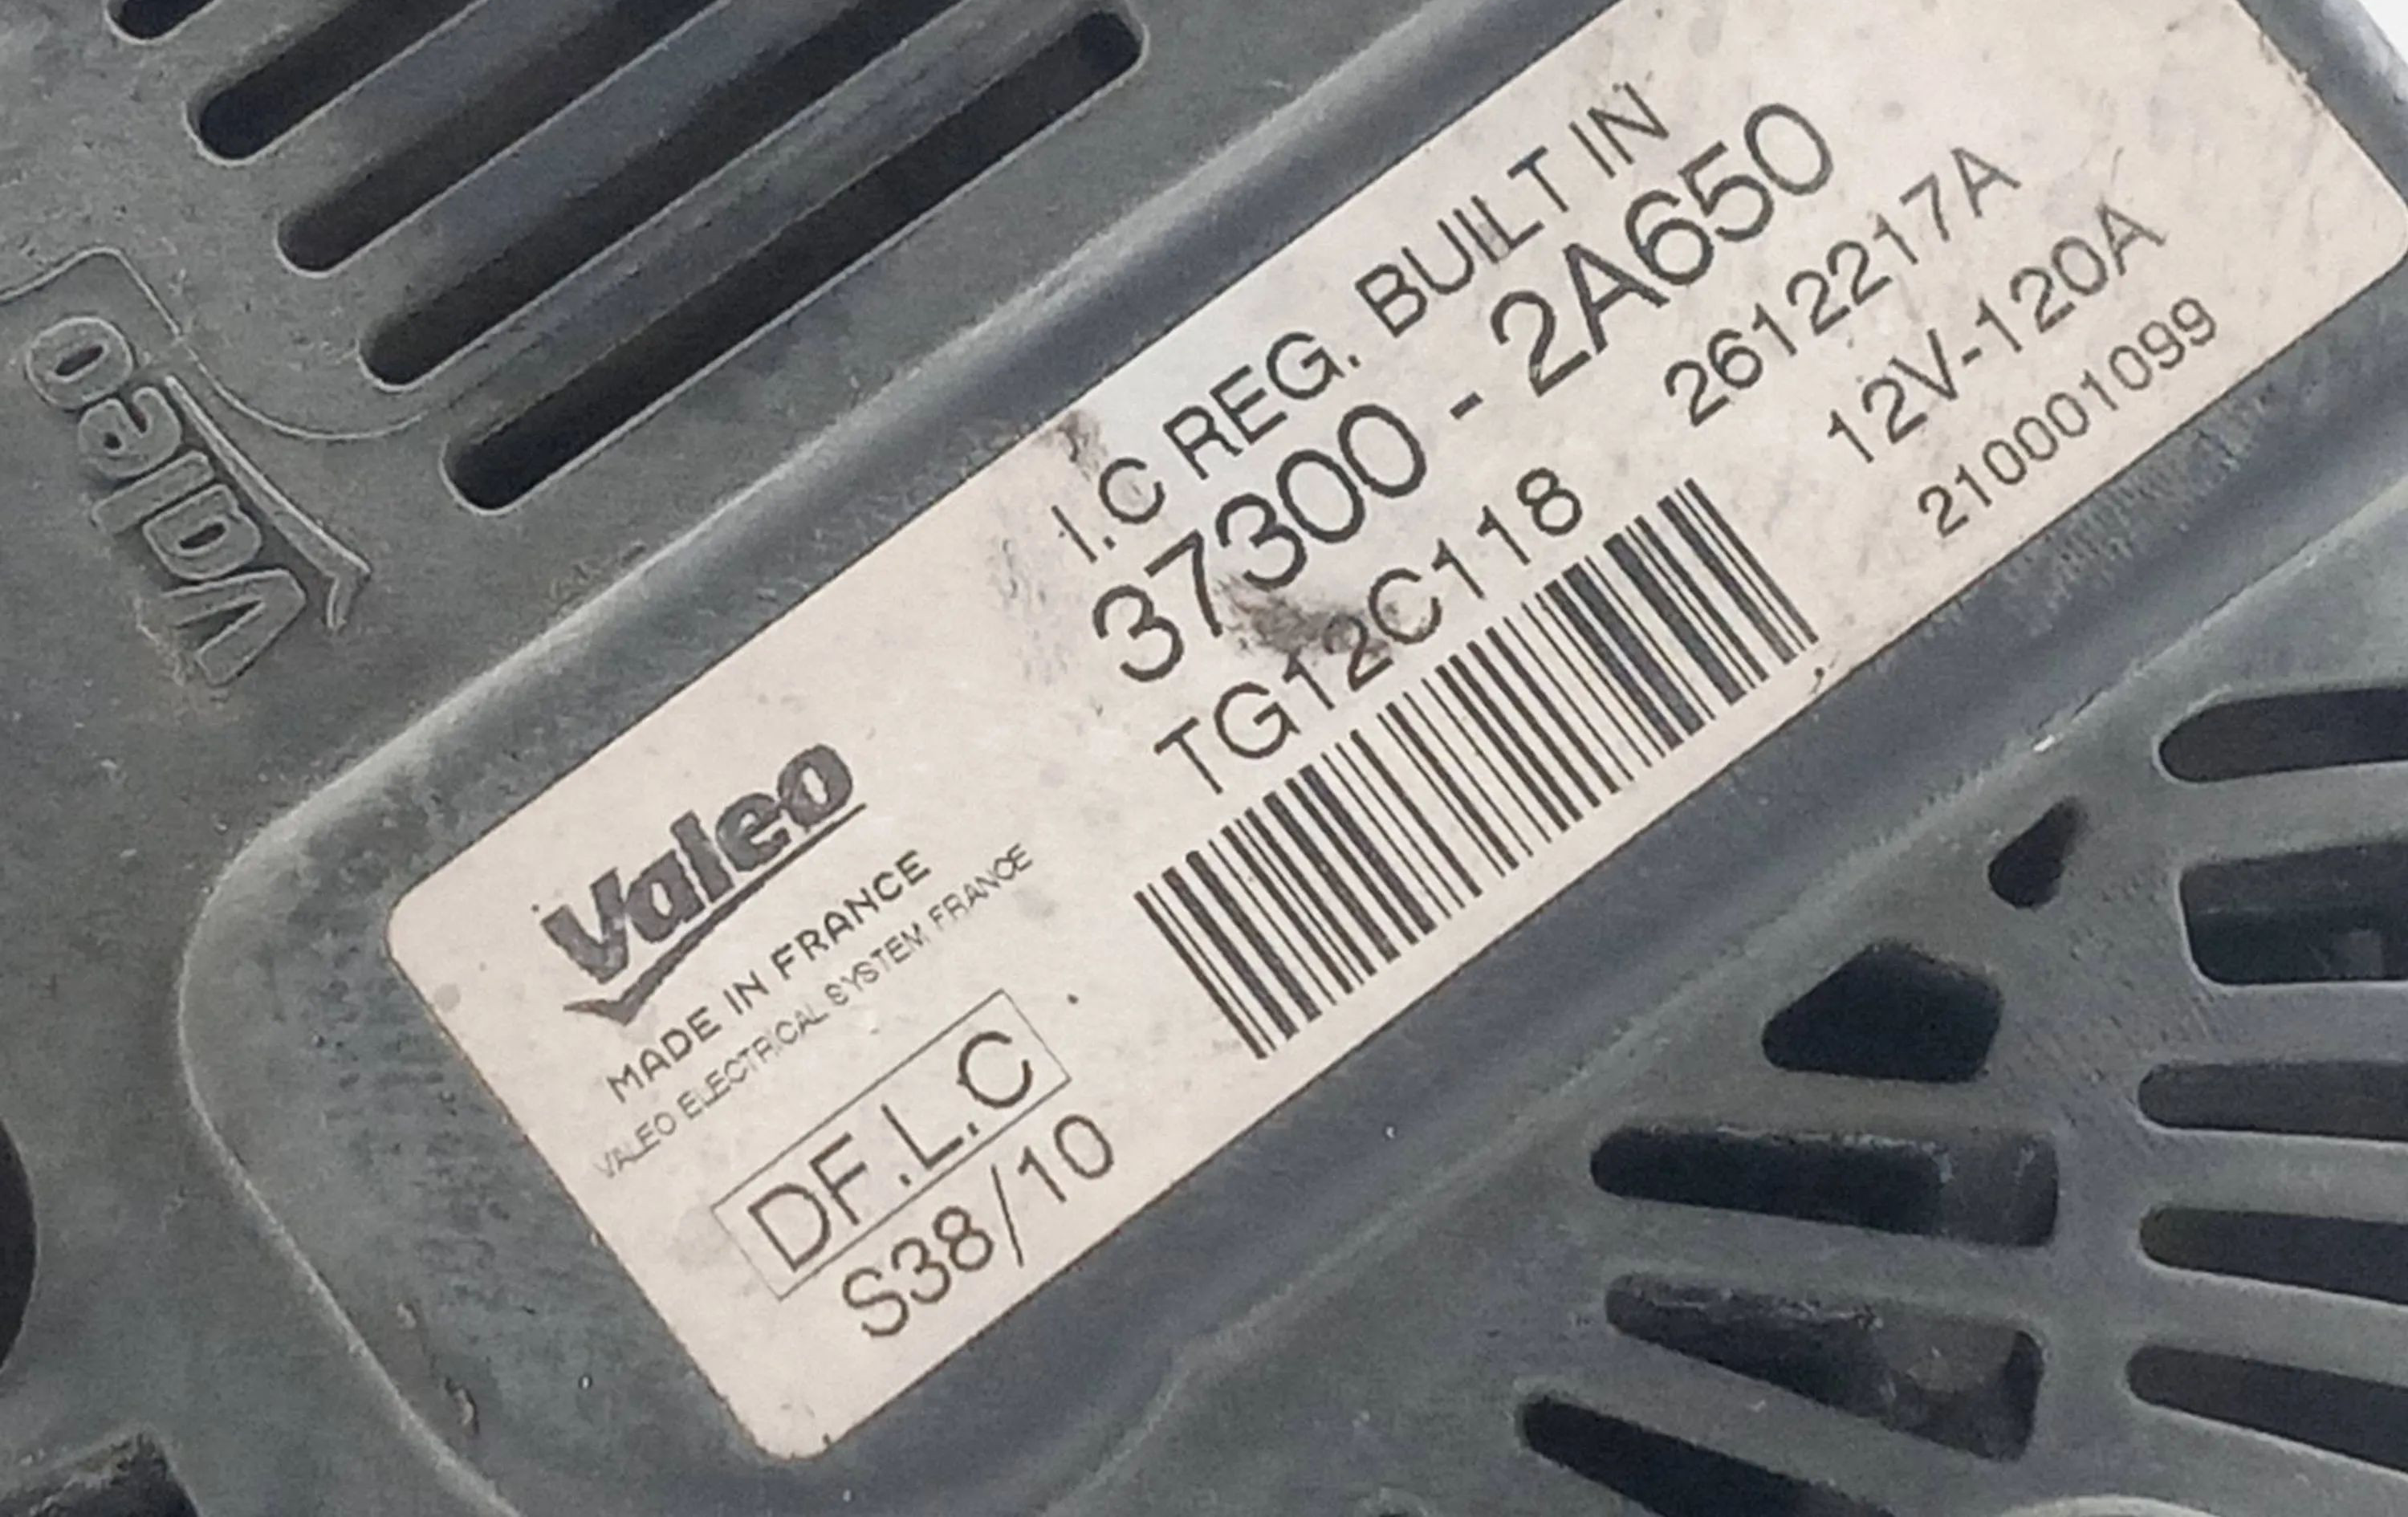 valeo
Valeo
MADE IN FRANCE
VALEO ELECTRICAL SYSTEM FRANCE
DF.L.C
S38/10
I.C REG. BUILT IN
37300 - 2A650
TG12C118 2612217A
12V-120A
210001099